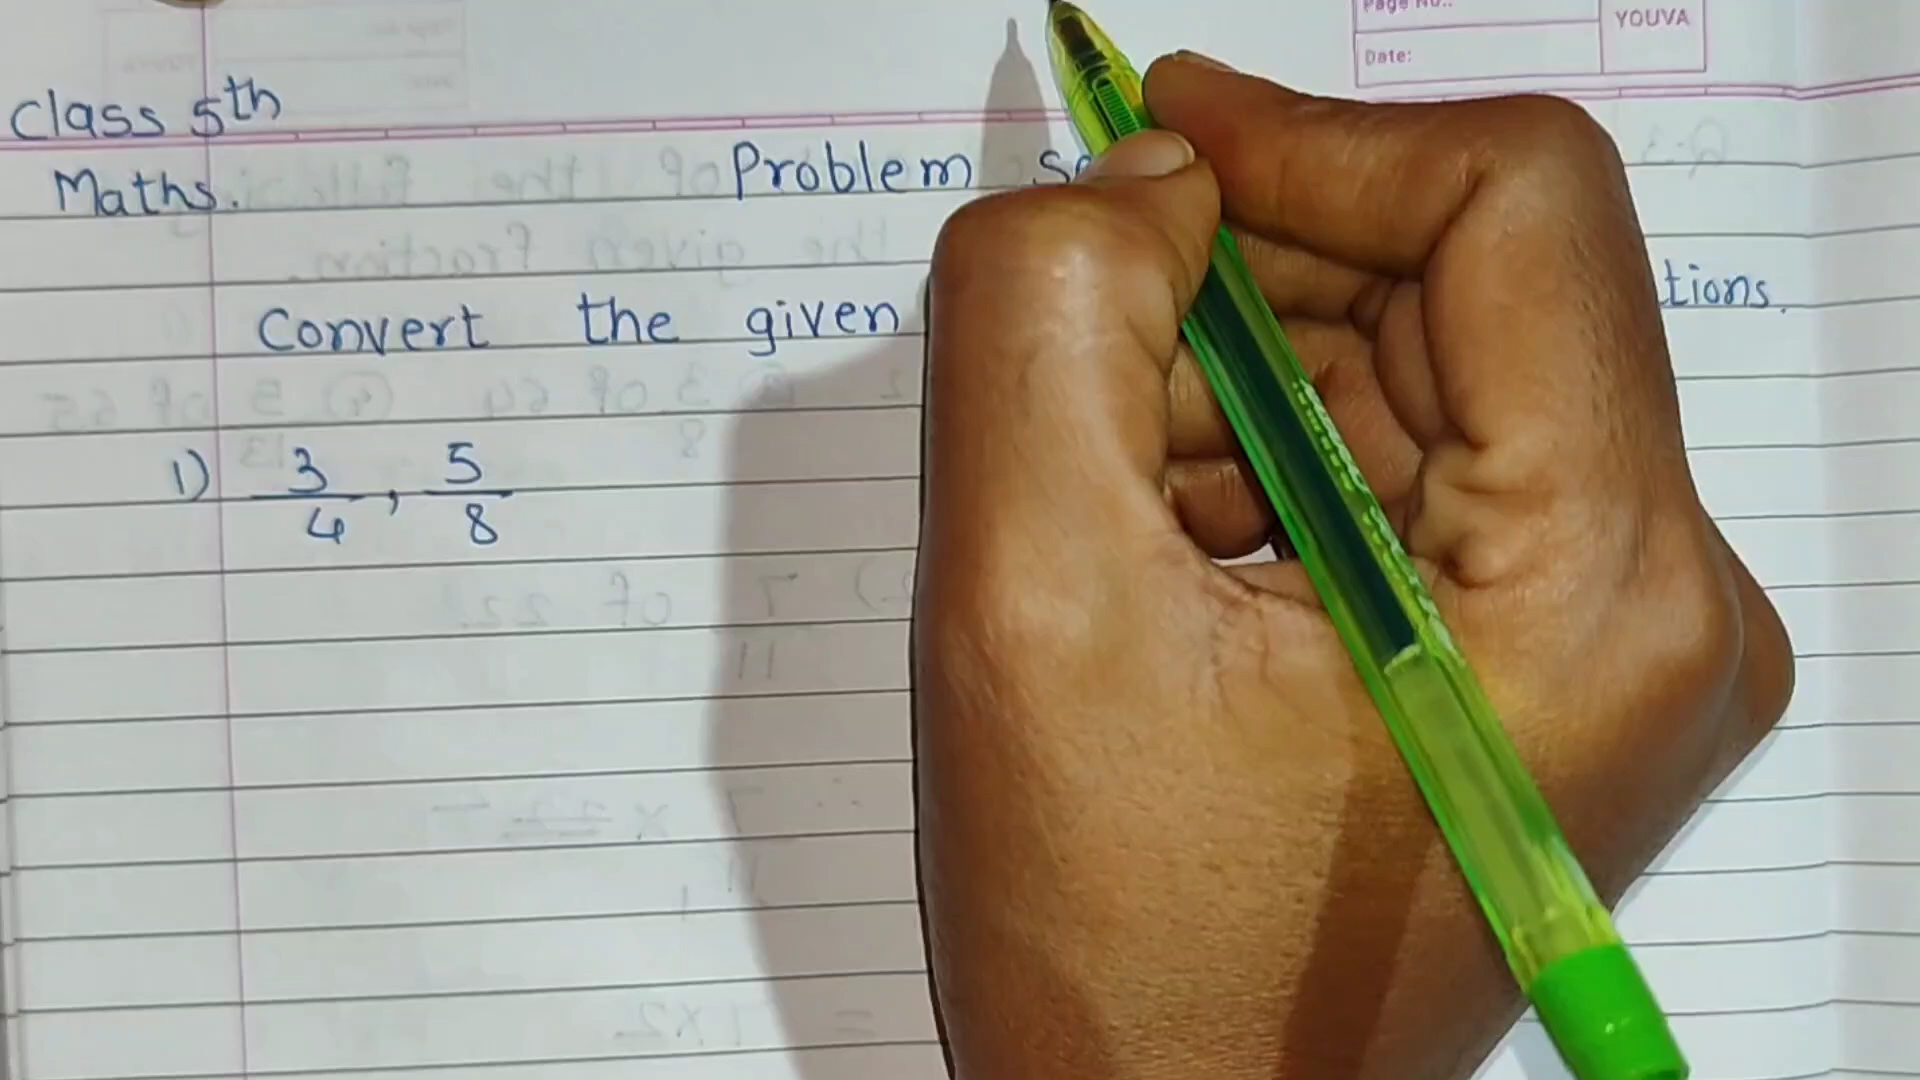 Page No.:
YOUVA
Date:
Class 5th
Maths.
Problem
Convert the given tions.
1) 3/4, 5/8